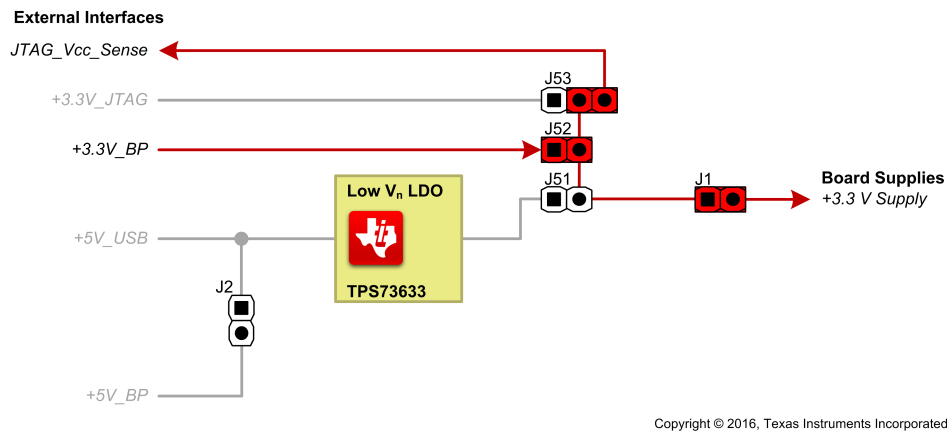 External Interfaces
JTAG_Vcc_Sense
J53
+3.3V_JTAG
J52
+3.3V_BP
J51
J1
Board Supplies
+3.3 V Supply
Low Vn LDO
+5V_USB
TPS73633
J2
+5V_BP
Copyright © 2016, Texas Instruments Incorporated